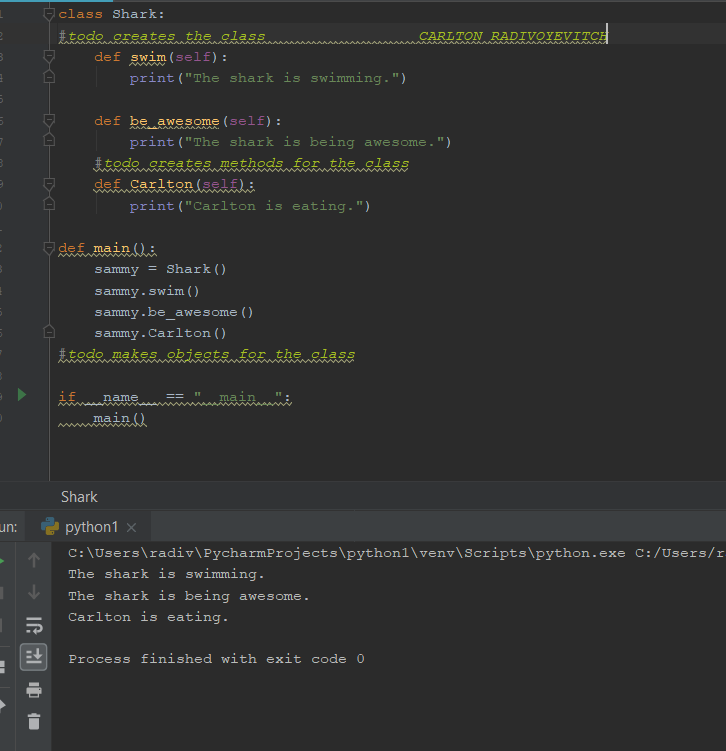 class Shark:
#todo creates the class                 CARLTON RADIVOYEVITCH
    def swim(self):
        print("The shark is swimming.")
    def be_awesome(self):
        print("The shark is being awesome.")
    #todo creates methods for the class
    def Carlton(self):
        print("Carlton is eating.")
def main():
    sammy = Shark()
    sammy.swim()
    sammy.be_awesome()
    sammy.Carlton()
#todo makes objects for the class
if __name__ == "__main__":
    main()
Shark
un: python1
C:\Users\radiv\PycharmProjects\python1\venv\Scripts\python.exe C:/Users/r
The shark is swimming.
The shark is being awesome.
Carlton is eating.
Process finished with exit code 0